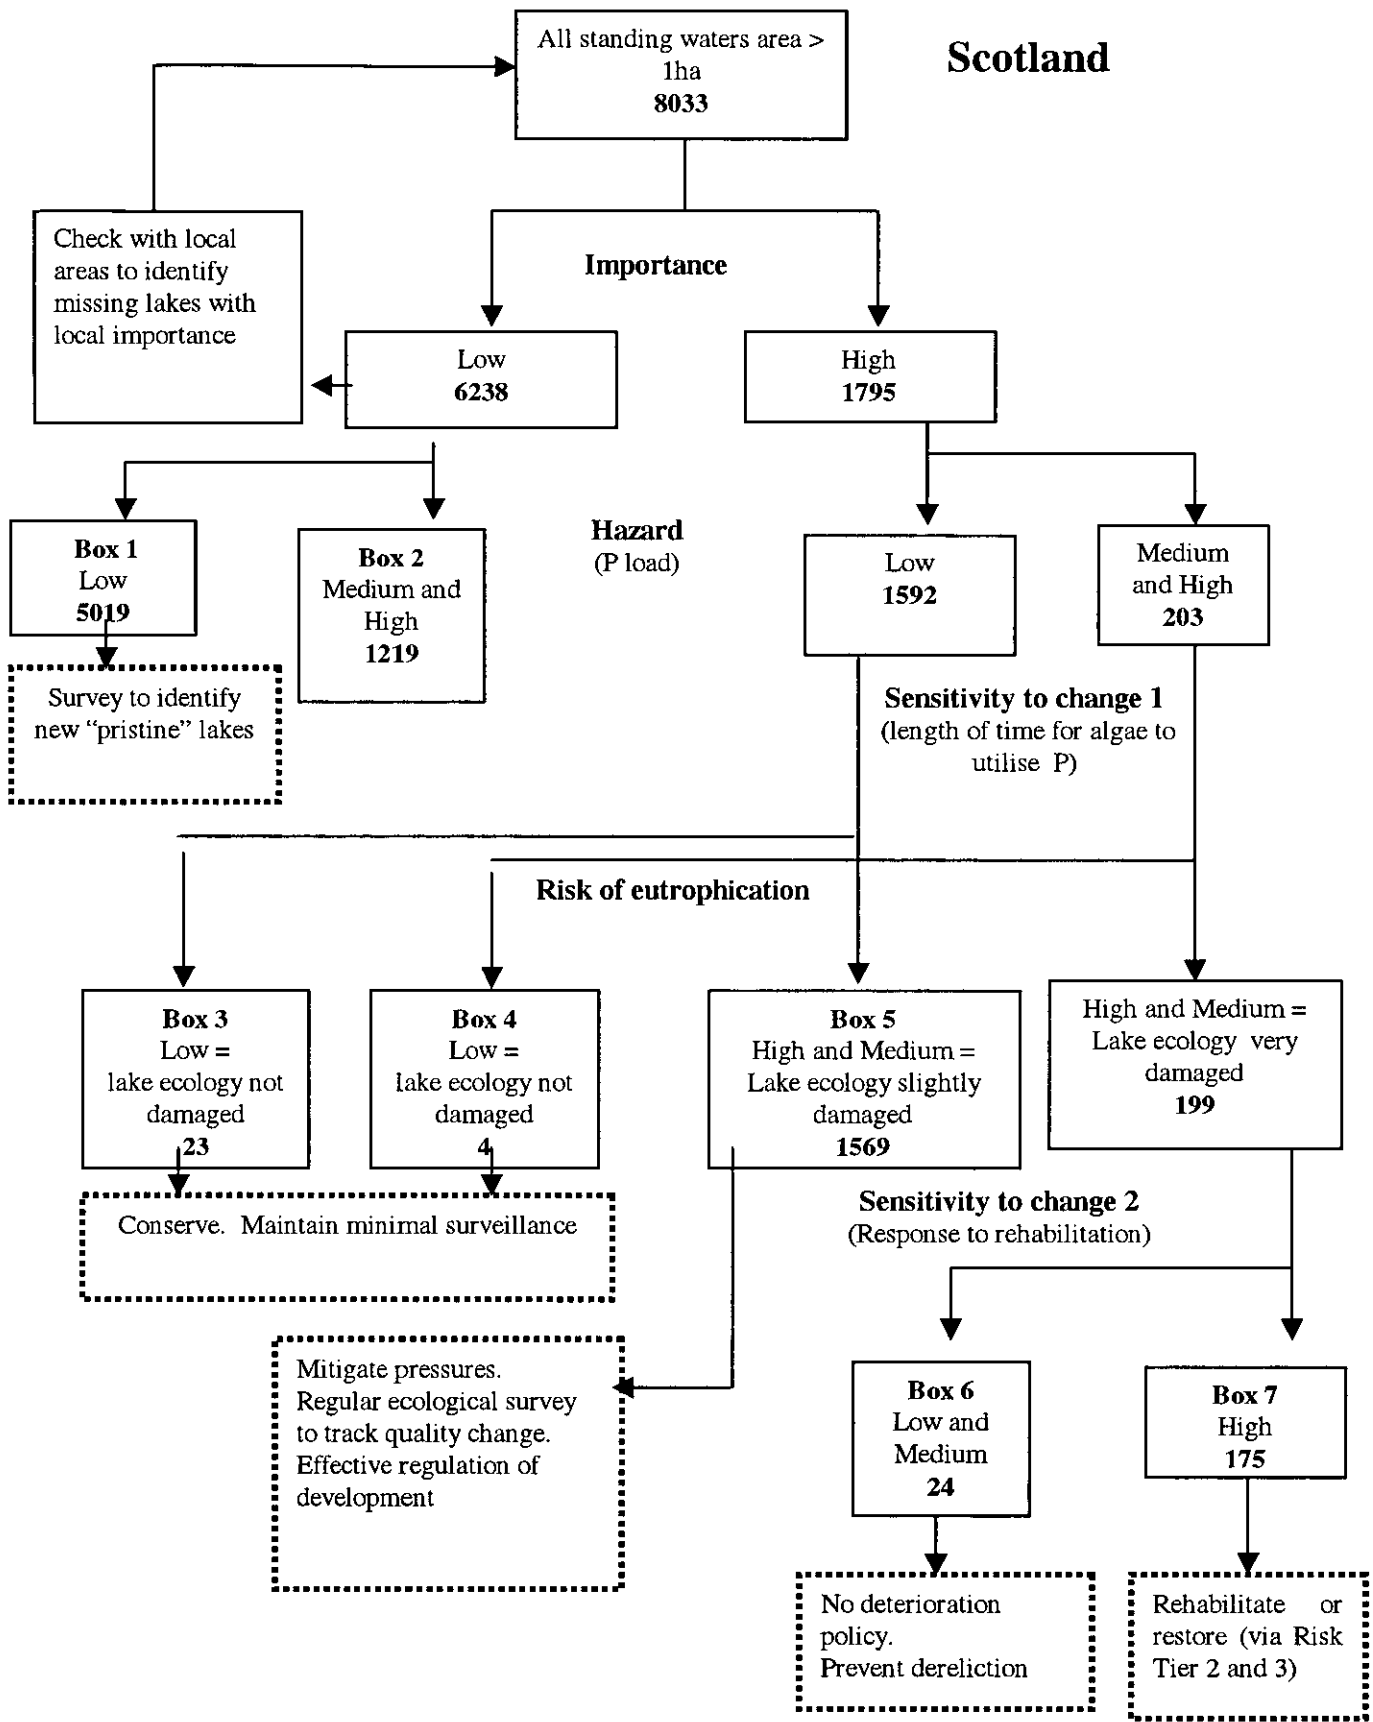 All standing waters area >
1ha
8033
Scotland
Check with local
areas to identify
missing lakes with
local importance
Importance
Low
6238
High
1795
Box 1
Low
5019
Box 2
Medium and
High
1219
Hazard
(P load)
Low
1592
Medium
and High
203
Survey to identify
new “pristine” lakes
Sensitivity to change 1
(length of time for algae to
utilise P)
Risk of eutrophication
Box 3
Low =
lake ecology not
damaged
23
Box 4
Low =
lake ecology not
damaged
4
Box 5
High and Medium =
Lake ecology slightly
damaged
1569
High and Medium =
Lake ecology very
damaged
199
Conserve. Maintain minimal surveillance
Sensitivity to change 2
(Response to rehabilitation)
Mitigate pressures.
Regular ecological survey
to track quality change.
Effective regulation of
development
Box 6
Low and
Medium
24
Box 7
High
175
No deterioration
policy.
Prevent dereliction
Rehabilitate or
restore (via Risk
Tier 2 and 3)